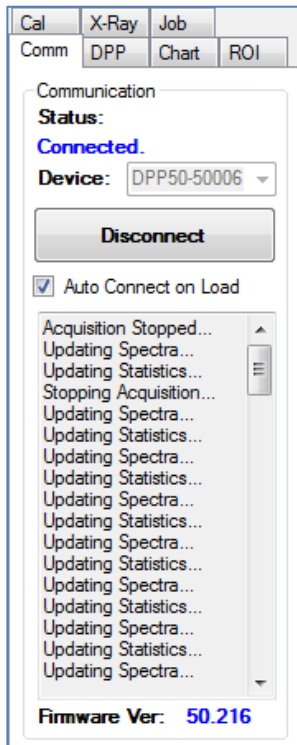 Cal X-Ray Job
Comm DPP Chart ROI
Communication
Status:
Connected.
Device: DPP50-50006
Disconnect
Auto Connect on Load
Acquisition Stopped...
Updating Spectra...
Updating Statistics...
Stopping Acquisition...
Updating Spectra...
Updating Statistics...
Updating Spectra...
Updating Statistics...
Updating Spectra...
Updating Statistics...
Updating Spectra...
Updating Statistics...
Updating Spectra...
Updating Statistics...
Updating Spectra...
Updating Statistics...
Updating Spectra...
Firmware Ver: 50.216